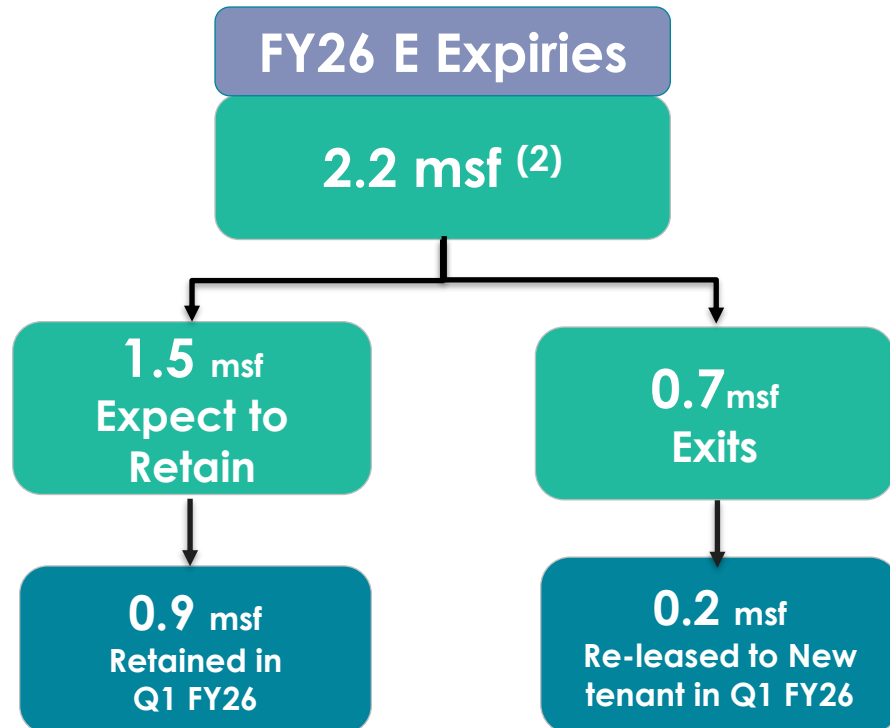 FY26 E Expiries
2.2 msf (2)
1.5 msf
Expect to
Retain
0.7msf
Exits
0.9 msf
Retained in
Q1 FY26
0.2 msf
Re-leased to New
tenant in Q1 FY26